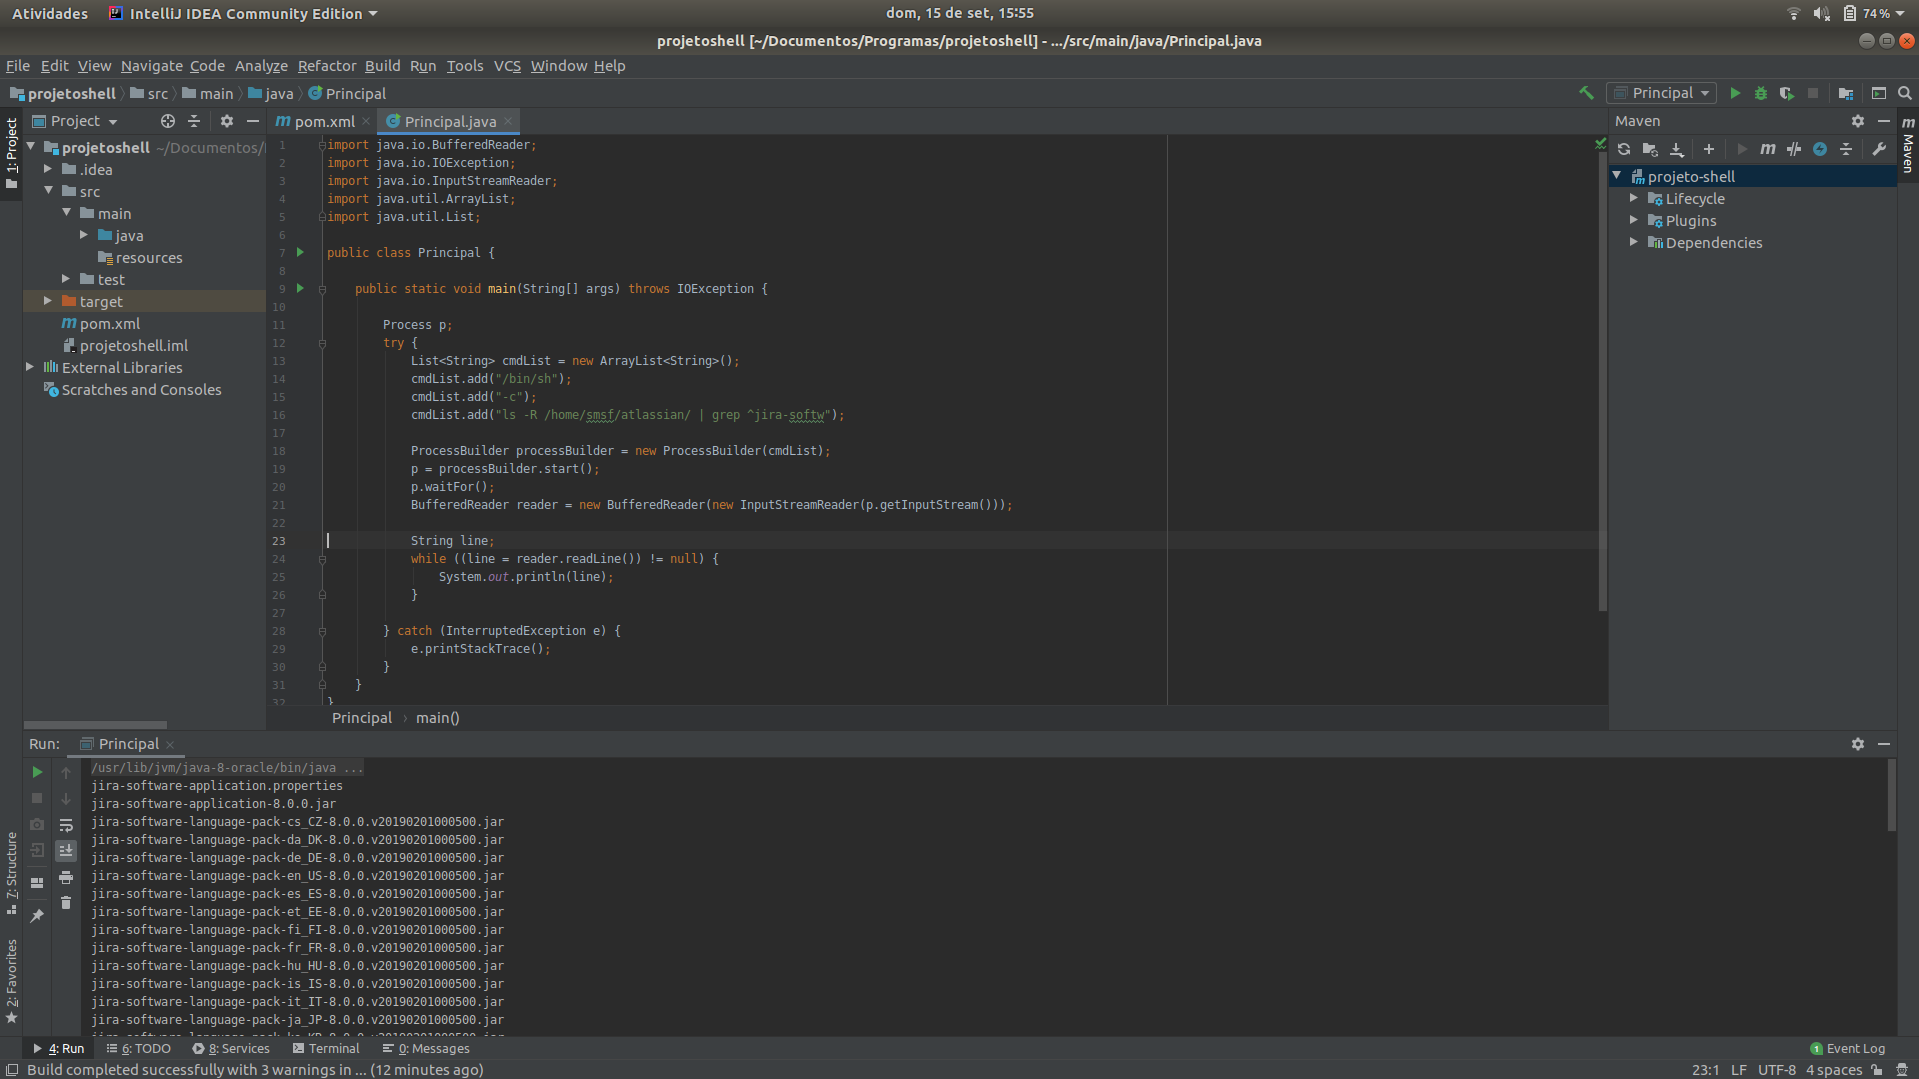 Atividades IntelliJ IDEA Community Edition dom, 15 de set, 15:55 74 %
projetoshell [~/Documentos/Programas/projetoshell] - .../src/main/java/Principal.java
File Edit View Navigate Code Analyze Refactor Build Run Tools VCS Window Help
projetoshell src main java Principal Principal
1: Project
Project
projetoshell ~/Documentos/
.idea
src
main
java
resources
test
target
pom.xml
projetoshell.iml
External Libraries
Scratches and Consoles
pom.xml Principal.java
1 import java.io.BufferedReader;
2 import java.io.IOException;
3 import java.io.InputStreamReader;
4 import java.util.ArrayList;
5 import java.util.List;
6
7 public class Principal {
8
9 public static void main(String[] args) throws IOException {
10
11 Process p;
12 try {
13 List<String> cmdList = new ArrayList<String>();
14 cmdList.add("/bin/sh");
15 cmdList.add("-c");
16 cmdList.add("ls -R /home/smsf/atlassian/ | grep ^jira-softw");
17
18 ProcessBuilder processBuilder = new ProcessBuilder(cmdList);
19 p = processBuilder.start();
20 p.waitFor();
21 BufferedReader reader = new BufferedReader(new InputStreamReader(p.getInputStream()));
22
23 String line;
24 while ((line = reader.readLine()) != null) {
25 System.out.println(line);
26 }
27
28 } catch (InterruptedException e) {
29 e.printStackTrace();
30 }
31 }
32 }
Principal main()
Maven
projeto-shell
Lifecycle
Plugins
Dependencies
Maven
Run: Principal
/usr/lib/jvm/java-8-oracle/bin/java ...
jira-software-application.properties
jira-software-application-8.0.0.jar
jira-software-language-pack-cs_CZ-8.0.0.v20190201000500.jar
jira-software-language-pack-da_DK-8.0.0.v20190201000500.jar
jira-software-language-pack-de_DE-8.0.0.v20190201000500.jar
jira-software-language-pack-en_US-8.0.0.v20190201000500.jar
jira-software-language-pack-es_ES-8.0.0.v20190201000500.jar
jira-software-language-pack-et_EE-8.0.0.v20190201000500.jar
jira-software-language-pack-fi_FI-8.0.0.v20190201000500.jar
jira-software-language-pack-fr_FR-8.0.0.v20190201000500.jar
jira-software-language-pack-hu_HU-8.0.0.v20190201000500.jar
jira-software-language-pack-is_IS-8.0.0.v20190201000500.jar
jira-software-language-pack-it_IT-8.0.0.v20190201000500.jar
jira-software-language-pack-ja_JP-8.0.0.v20190201000500.jar
7: Structure
2: Favorites
4: Run 6: TODO 8: Services Terminal 0: Messages 1 Event Log
Build completed successfully with 3 warnings in ... (12 minutes ago) 23:1 LF UTF-8 4 spaces